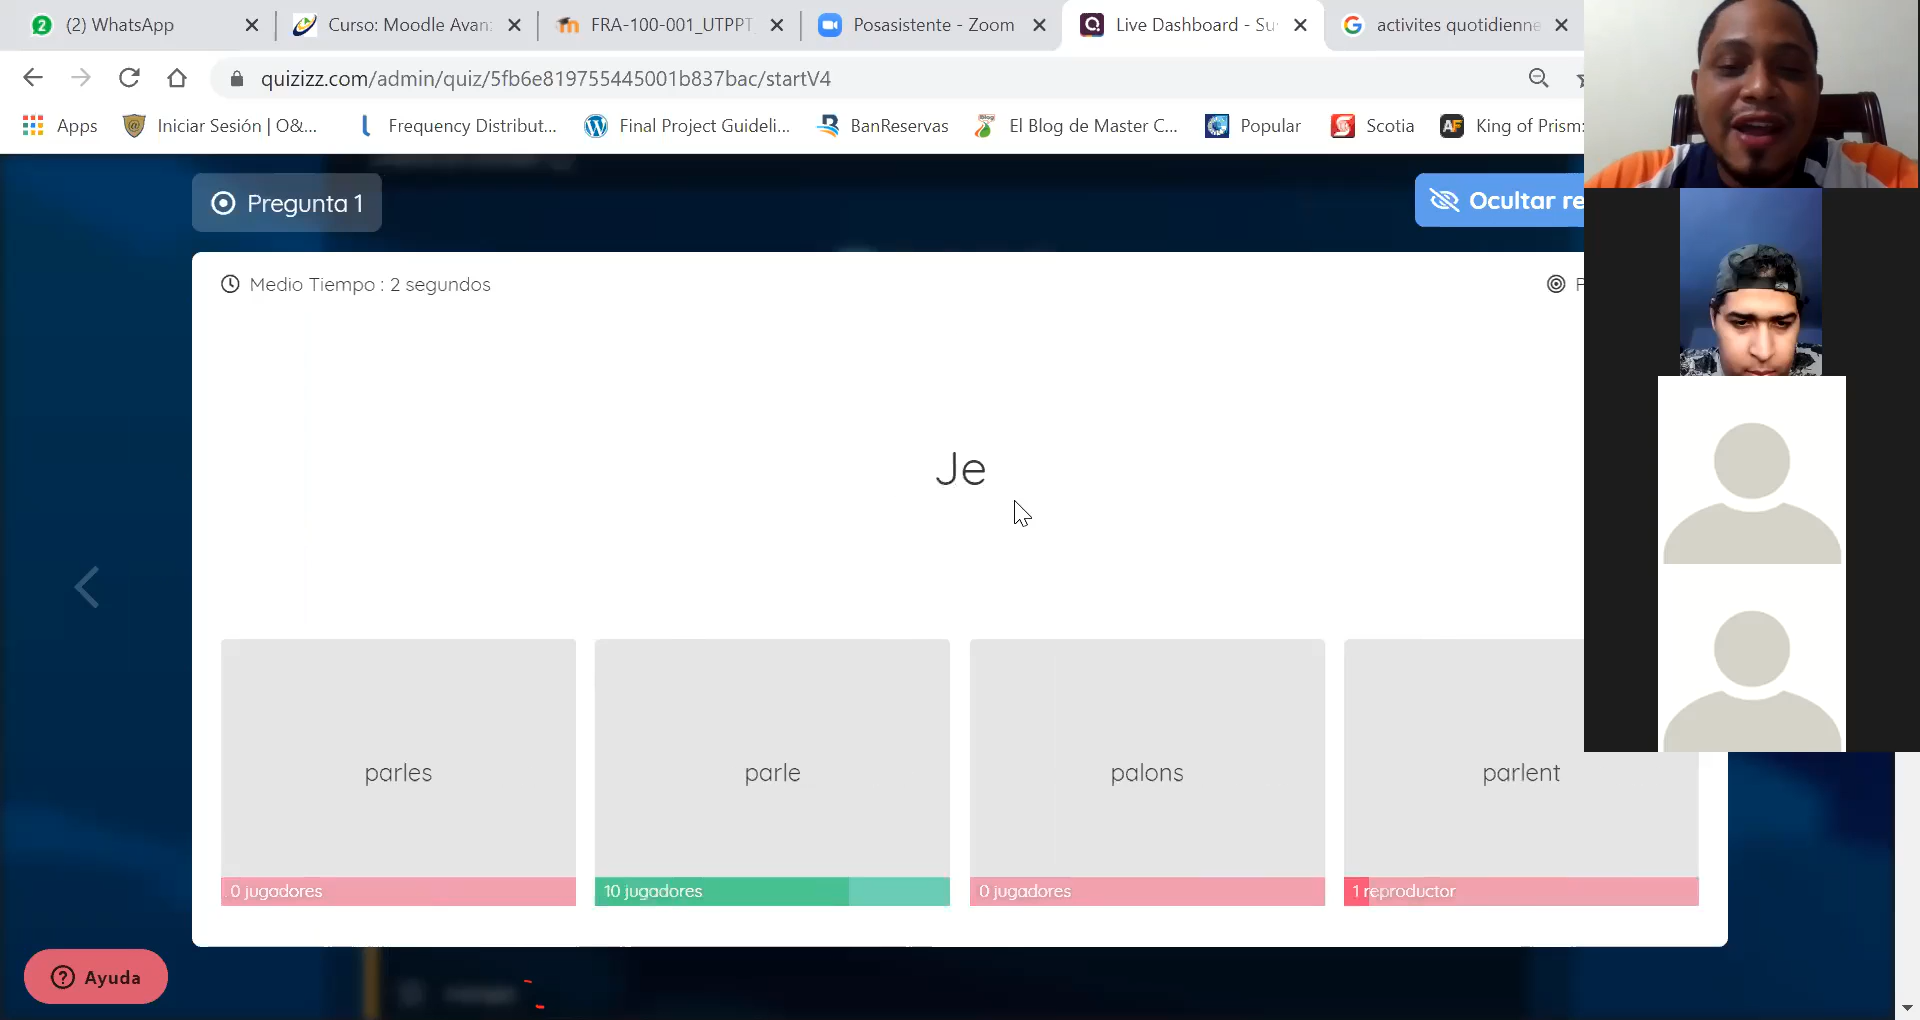 2 (2) WhatsApp
Curso: Moodle Avan
FRA-100-001_UTPPT
Posasistente - Zoom
Live Dashboard - Su
activites quotidienne
quizizz.com/admin/quiz/5fb6e819755445001b837bac/startV4
Apps
Iniciar Sesión | O&...
Frequency Distribut...
Final Project Guideli...
BanReservas
El Blog de Master C...
Popular
Scotia
King of Prism:
Pregunta 1
Ocultar re
Medio Tiempo : 2 segundos
P
Je
parles
parle
palons
parlent
0 jugadores
10 jugadores
0 jugadores
1 reproductor
Ayuda